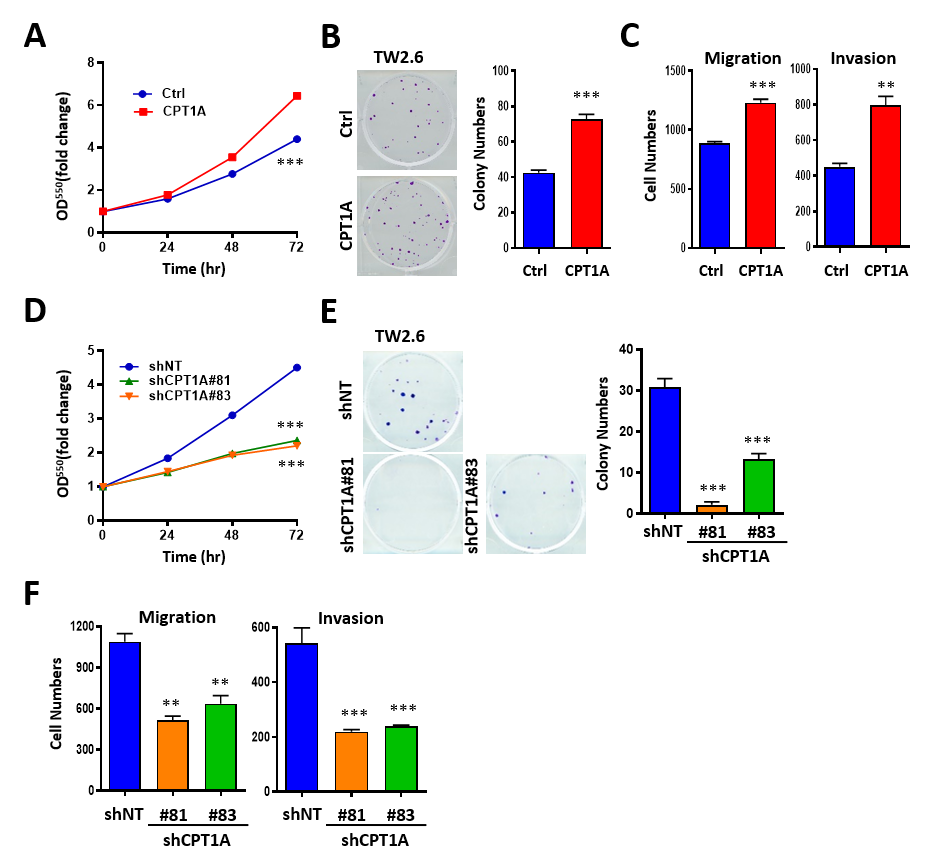 A
OD550(fold change)
8
6
4
2
0
Ctrl
CPT1A
***
0 24 48 72
Time (hr)
B
TW2.6
Ctrl
CPT1A
Colony Numbers
100
80
60
40
20
0
***
Ctrl CPT1A
C
Migration
Cell Numbers
1500
1000
500
0
***
Ctrl CPT1A
Invasion
1000
800
600
400
200
0
**
Ctrl CPT1A
D
OD550(fold change)
5
4
3
2
1
0
shNT
shCPT1A#81
shCPT1A#83
***
***
0 24 48 72
Time (hr)
E
TW2.6
shNT
shCPT1A#81
shCPT1A#83
Colony Numbers
40
30
20
10
0
***
***
shNT #81 #83
shCPT1A
F
Migration
Cell Numbers
1200
900
600
300
0
**
**
shNT #81 #83
shCPT1A
Invasion
600
400
200
0
***
***
shNT #81 #83
shCPT1A